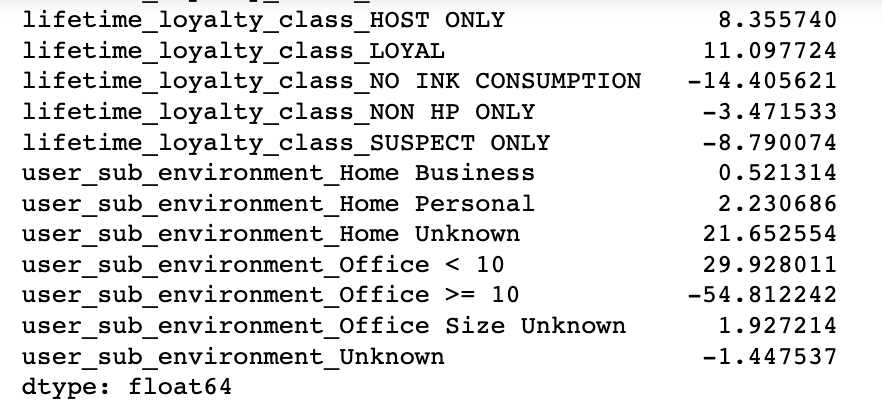 lifetime_loyalty_class_HOST ONLY 8.355740
lifetime_loyalty_class_LOYAL 11.097724
lifetime_loyalty_class_NO INK CONSUMPTION -14.405621
lifetime_loyalty_class_NON HP ONLY -3.471533
lifetime_loyalty_class_SUSPECT ONLY -8.790074
user_sub_environment_Home Business 0.521314
user_sub_environment_Home Personal 2.230686
user_sub_environment_Home Unknown 21.652554
user_sub_environment_Office < 10 29.928011
user_sub_environment_Office >= 10 -54.812242
user_sub_environment_Office Size Unknown 1.927214
user_sub_environment_Unknown -1.447537
dtype: float64